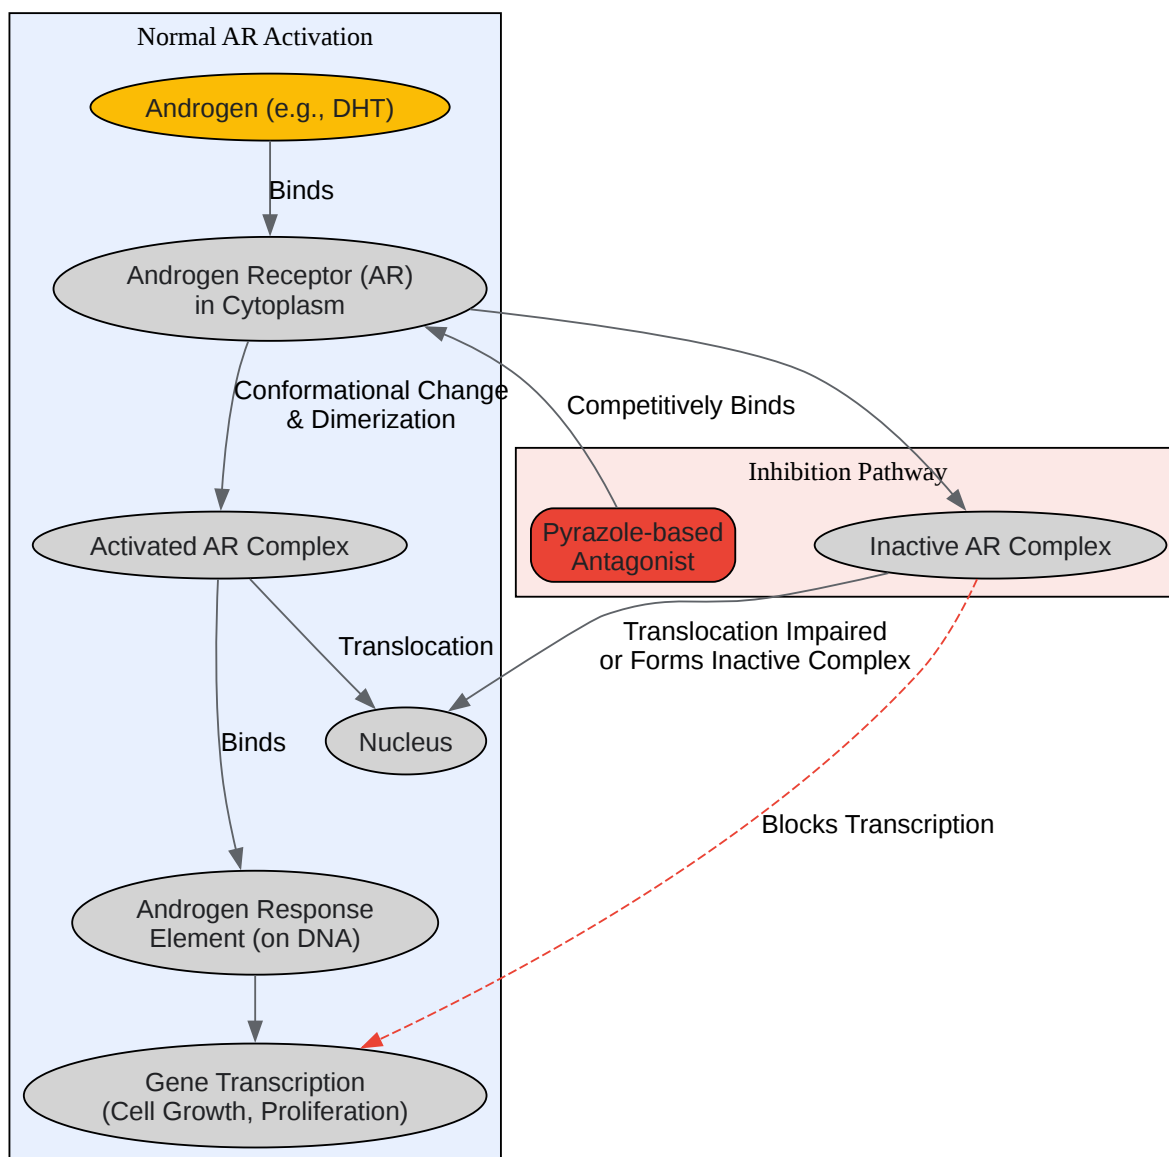 Normal AR Activation
Androgen (e.g., DHT)
Binds
Androgen Receptor (AR)
in Cytoplasm
Conformational Change
& Dimerization
Competitively Binds
Inhibition Pathway
Pyrazole-based
Antagonist
Activated AR Complex
Inactive AR Complex
Translocation
Translocation Impaired
or Forms Inactive Complex
Nucleus
Binds
Blocks Transcription
Androgen Response
Element (on DNA)
Gene Transcription
(Cell Growth, Proliferation)